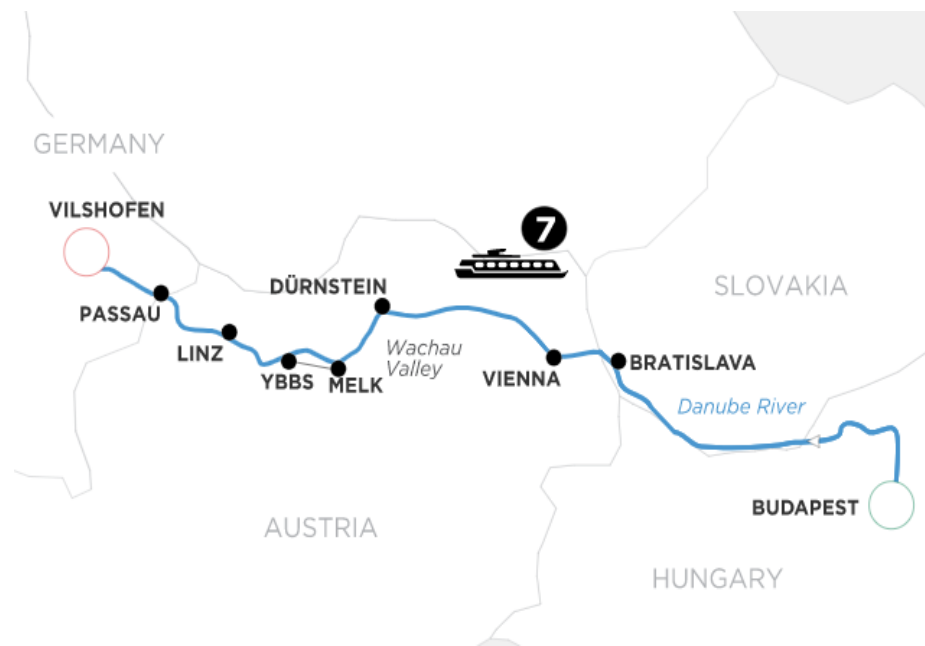 GERMANY
VILSHOFEN
7
DÜRNSTEIN
SLOVAKIA
PASSAU
LINZ
Wachau
Valley
YBBS
MELK
VIENNA
BRATISLAVA
Danube River
BUDAPEST
AUSTRIA
HUNGARY